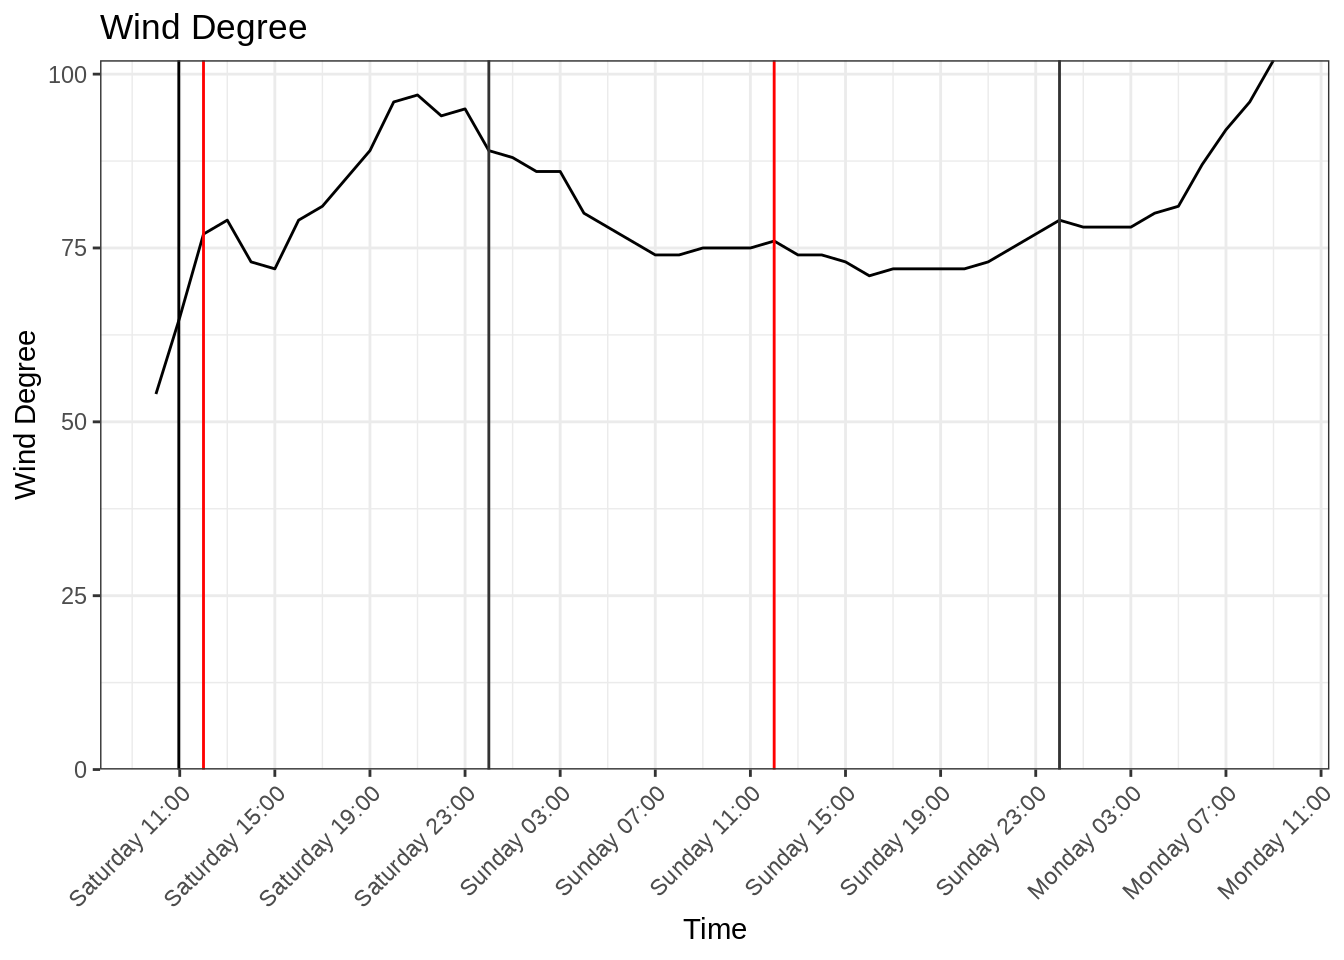 Wind Degree
100
75
50
25
0
Wind Degree
Saturday 11:00
Saturday 15:00
Saturday 19:00
Saturday 23:00
Sunday 03:00
Sunday 07:00
Sunday 11:00
Sunday 15:00
Sunday 19:00
Sunday 23:00
Monday 03:00
Monday 07:00
Monday 11:00
Time